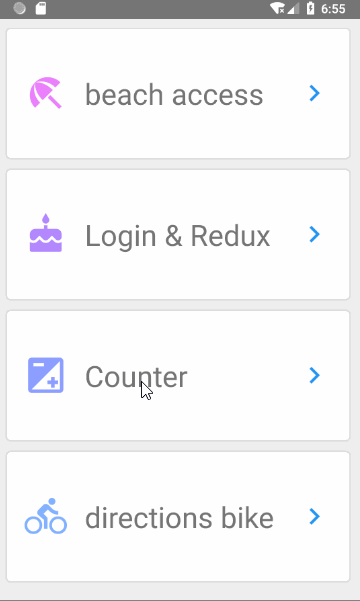 6:55
beach access
Login & Redux
Counter
directions bike